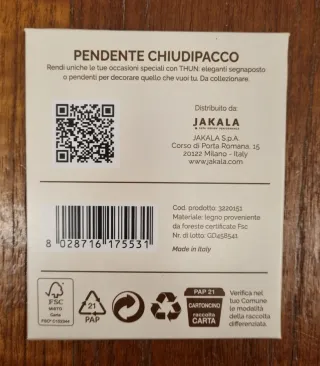 PENDENTE CHIUDIPACCO
Rendi uniche le tue occasioni speciali con THUN: eleganti segnaposto
o pendenti per decorare quello che vuoi tu. Da collezionare.
Distribuito da:
JAKALA
JAKALA S.p.A.
Corso di Porta Romana, 15
20122 Milano - Italy
www.jakala.com
8 028716 175531
Cod. prodotto: 3220151
Materiale: legno proveniente
da foreste certificate Fsc
Nr. di lotto: GD458541
Made in Italy
FSC
MISTO
Carta
21
PAP
PAP 21
CARTONCINO
raccolta
CARTA
Verifica nel
tuo Comune
le modalità
della raccolta
differenziata.